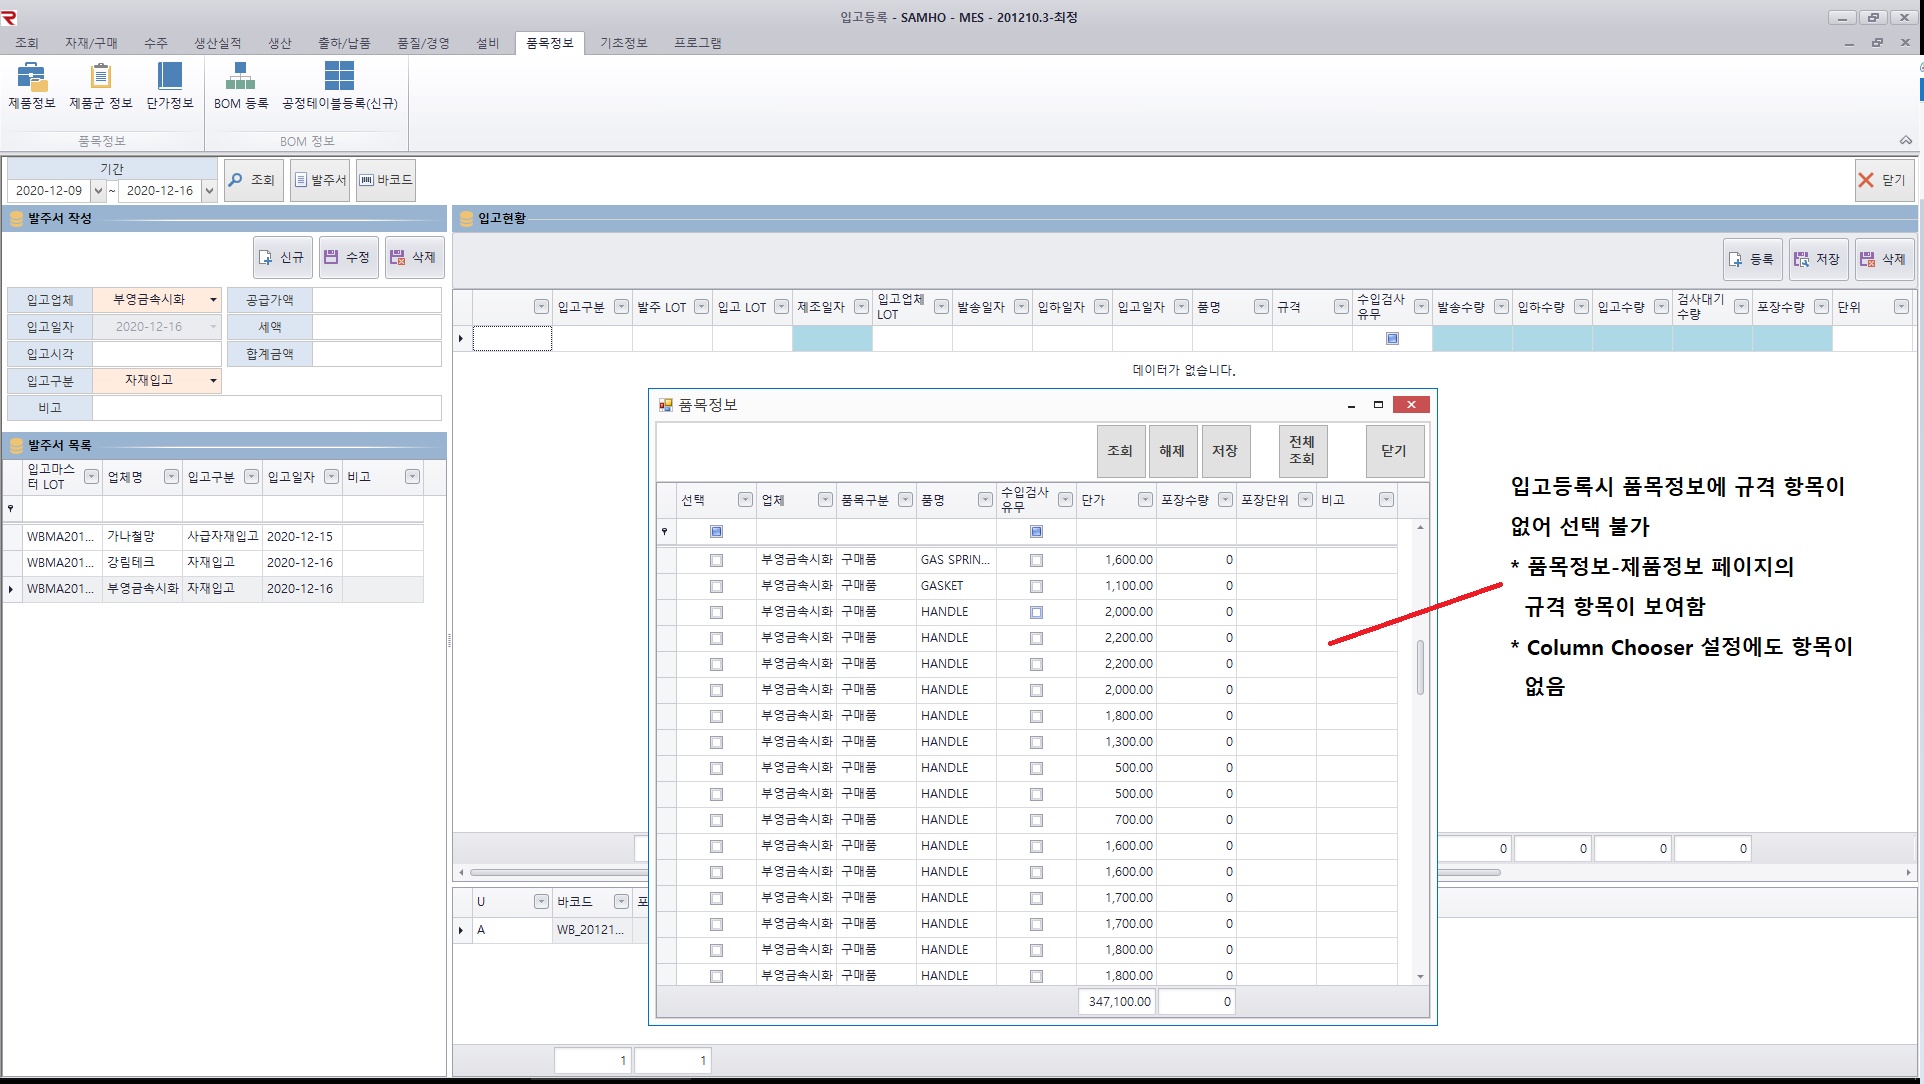 입고등록 - SAMHO - MES - 201210.3-최정
조회 자재/구매 수주 생산실적 생산 출하/납품 품질/경영 설비 품목정보 기초정보 프로그램
제품정보 제품군 정보 단가정보 BOM 등록 공정테이블등록(신규)
품목정보 BOM 정보
기간
2020-12-09 ~ 2020-12-16 조회 발주서 바코드 닫기
발주서 작성
신규 수정 삭제
입고업체 부영금속시화 공급가액
입고일자 2020-12-16 세액
입고시각 합계금액
입고구분 자재입고
비고
발주서 목록
입고마스터 LOT 업체명 입고구분 입고일자 비고
WBMA201... 가나철망 사급자재입고 2020-12-15
WBMA201... 강림테크 자재입고 2020-12-16
WBMA201... 부영금속시화 자재입고 2020-12-16
입고현황
등록 저장 삭제
입고구분 발주 LOT 입고 LOT 제조일자 입고업체 LOT 발송일자 입하일자 입고일자 품명 규격 수입검사 유무 발송수량 입하수량 입고수량 검사대기 수량 포장수량 단위
데이터가 없습니다.
품목정보
조회 해제 저장 전체 조회 닫기
선택 업체 품목구분 품명 수입검사 유무 단가 포장수량 포장단위 비고
부영금속시화 구매품 GAS SPRIN... 1,600.00 0
부영금속시화 구매품 GASKET 1,100.00 0
부영금속시화 구매품 HANDLE 2,000.00 0
부영금속시화 구매품 HANDLE 2,200.00 0
부영금속시화 구매품 HANDLE 2,200.00 0
부영금속시화 구매품 HANDLE 2,000.00 0
부영금속시화 구매품 HANDLE 1,800.00 0
부영금속시화 구매품 HANDLE 1,300.00 0
부영금속시화 구매품 HANDLE 500.00 0
부영금속시화 구매품 HANDLE 500.00 0
부영금속시화 구매품 HANDLE 700.00 0
부영금속시화 구매품 HANDLE 1,600.00 0
부영금속시화 구매품 HANDLE 1,600.00 0
부영금속시화 구매품 HANDLE 1,700.00 0
부영금속시화 구매품 HANDLE 1,700.00 0
부영금속시화 구매품 HANDLE 1,800.00 0
부영금속시화 구매품 HANDLE 1,800.00 0
347,100.00 0
입고등록시 품목정보에 규격 항목이
없어 선택 불가
* 품목정보-제품정보 페이지의
규격 항목이 보여함
* Column Chooser 설정에도 항목이
없음
0 0 0 0
U 바코드 포
A WB_20121...
1 1